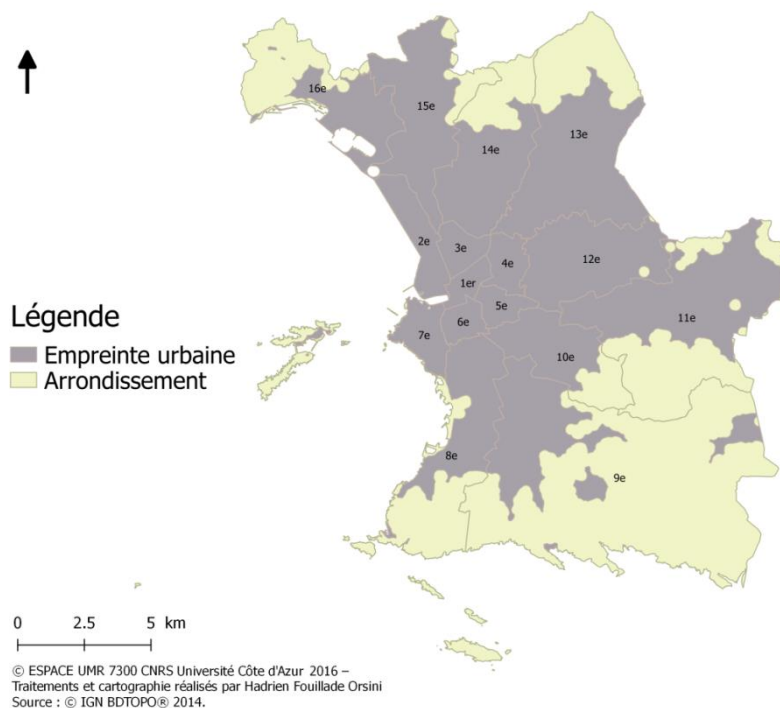 16e
15e
14e
13e
2e
3e
4e
12e
1er
5e
6e
7e
11e
10e
8e
9e
Légende
Empreinte urbaine
Arrondissement
0 2.5 5 km
© ESPACE UMR 7300 CNRS Université Côte d'Azur 2016 –
Traitements et cartographie réalisés par Hadrien Fouillade Orsini
Source : © IGN BDTOPO® 2014.